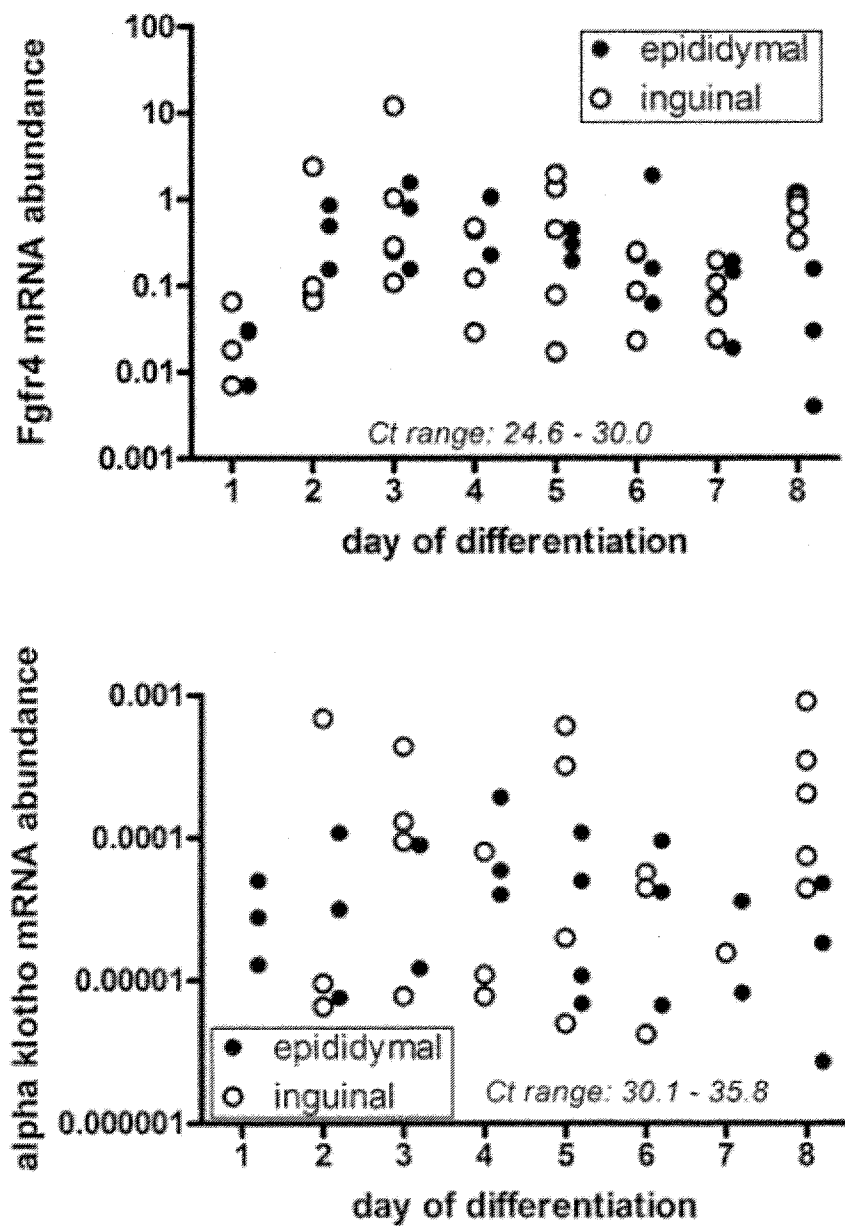 Fgfr4 mRNA abundance
100
10
1
0.1
0.01
0.001
epididymal
inguinal
Ct range: 24.6 - 30.0
1 2 3 4 5 6 7 8
day of differentiation
alpha klotho mRNA abundance
0.001
0.0001
0.00001
0.000001
epididymal
inguinal
Ct range: 30.1 - 35.8
1 2 3 4 5 6 7 8
day of differentiation